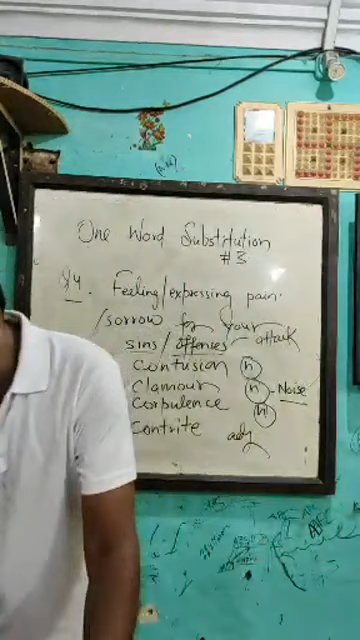 One Word Substitution
#3
Q4. Feeling/expressing pain.
/sorrow for your
sins/offenses - attack
Contusion n
Clamour n - Noise
Corpulence n
Contrite adj